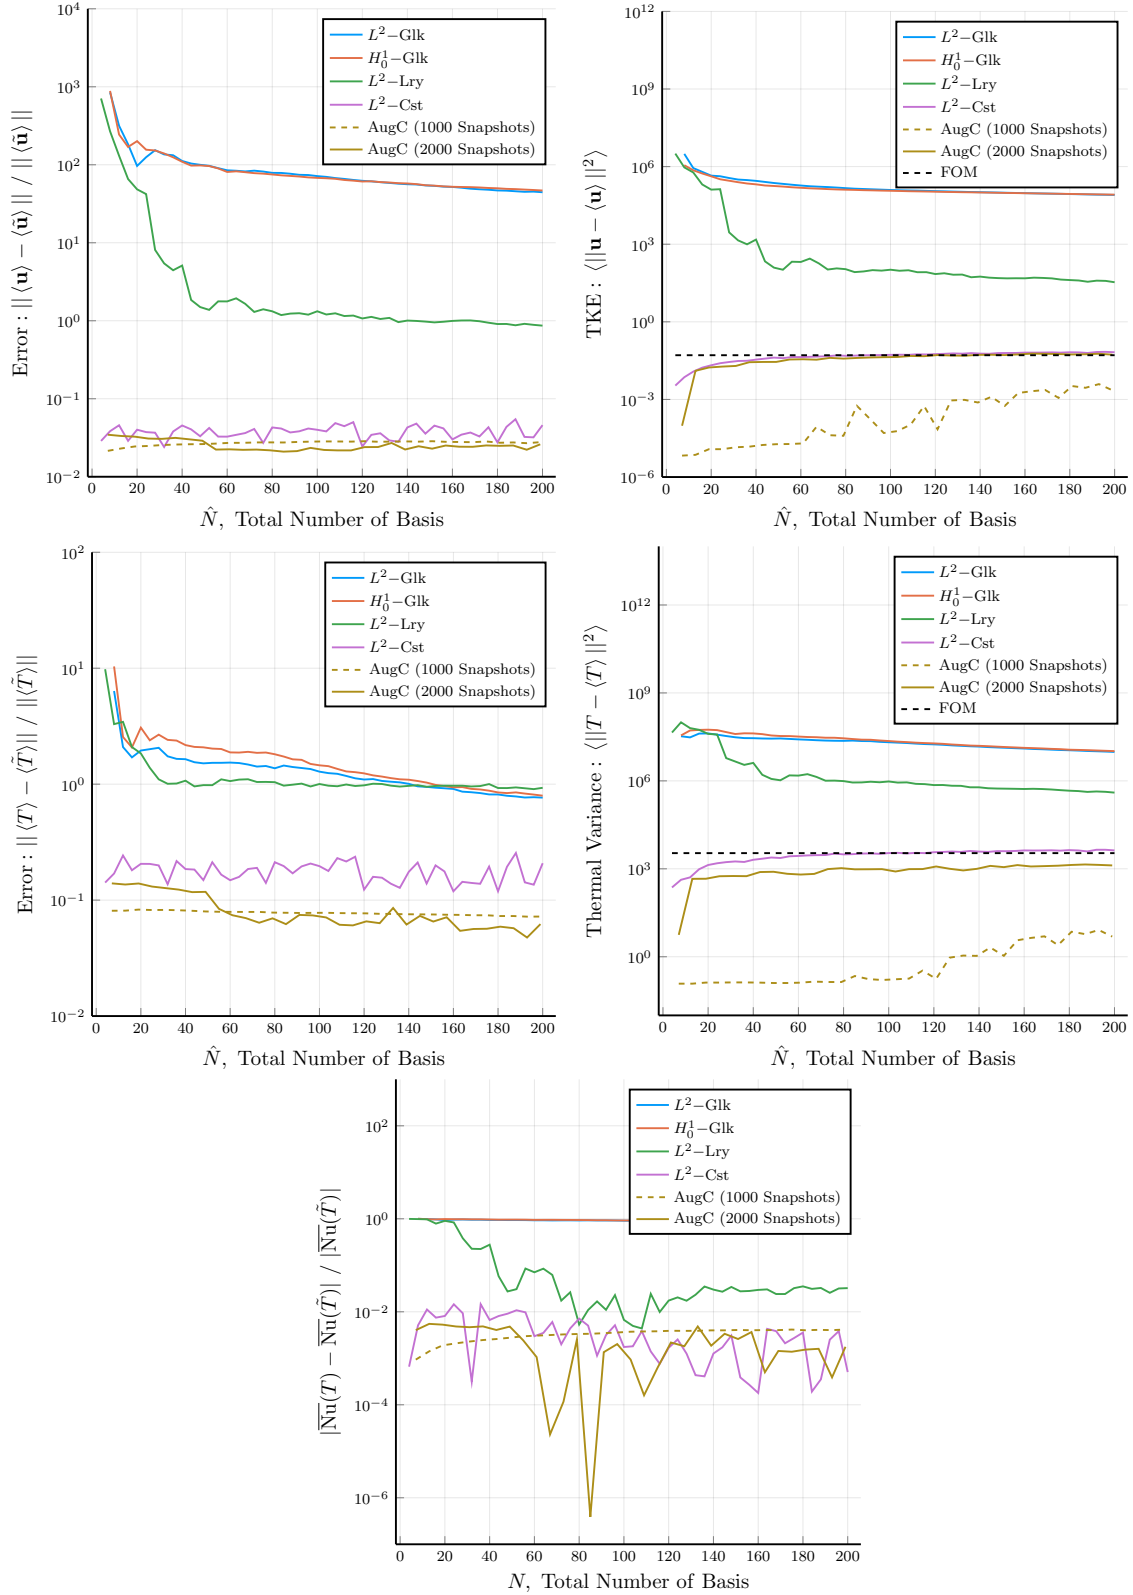 10^4
10^3
10^2
10^1
10^0
10^{-1}
10^{-2}
0 20 40 60 80 100 120 140 160 180 200
N̂, Total Number of Basis
Error : || ⟨u⟩ − ⟨ũ⟩ || / || ⟨ũ⟩ ||
L^2−Glk
H_0^1−Glk
L^2−Lry
L^2−Cst
AugC (1000 Snapshots)
AugC (2000 Snapshots)
10^{12}
10^9
10^6
10^3
10^0
10^{-3}
10^{-6}
0 20 40 60 80 100 120 140 160 180 200
N̂, Total Number of Basis
TKE : ⟨||u − ⟨u⟩ ||^2⟩
L^2−Glk
H_0^1−Glk
L^2−Lry
L^2−Cst
AugC (1000 Snapshots)
AugC (2000 Snapshots)
FOM
10^2
10^1
10^0
10^{-1}
10^{-2}
0 20 40 60 80 100 120 140 160 180 200
N̂, Total Number of Basis
Error : || ⟨T⟩ − ⟨T̃⟩|| / ||⟨T̃⟩||
L^2−Glk
H_0^1−Glk
L^2−Lry
L^2−Cst
AugC (1000 Snapshots)
AugC (2000 Snapshots)
10^{12}
10^9
10^6
10^3
10^0
0 20 40 60 80 100 120 140 160 180 200
N̂, Total Number of Basis
Thermal Variance : ⟨||T − ⟨T⟩ ||^2⟩
L^2−Glk
H_0^1−Glk
L^2−Lry
L^2−Cst
AugC (1000 Snapshots)
AugC (2000 Snapshots)
FOM
10^2
10^0
10^{-2}
10^{-4}
10^{-6}
0 20 40 60 80 100 120 140 160 180 200
N, Total Number of Basis
|N̅u̅(T) − N̅u̅(T̃)| / |N̅u̅(T̃)|
L^2−Glk
H_0^1−Glk
L^2−Lry
L^2−Cst
AugC (1000 Snapshots)
AugC (2000 Snapshots)